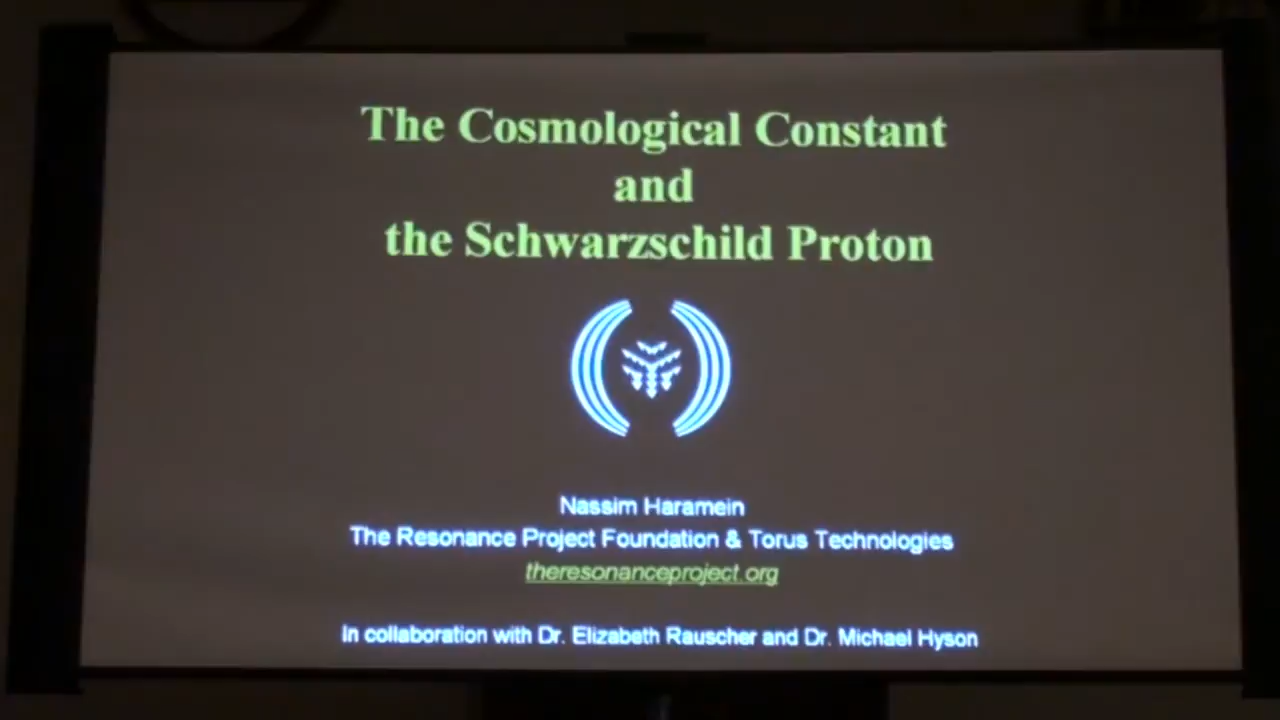 The Cosmological Constant
and
the Schwarzschild Proton
Nassim Haramein
The Resonance Project Foundation & Torus Technologies
theresonanceproject.org
In collaboration with Dr. Elizabeth Rauscher and Dr. Michael Hyson